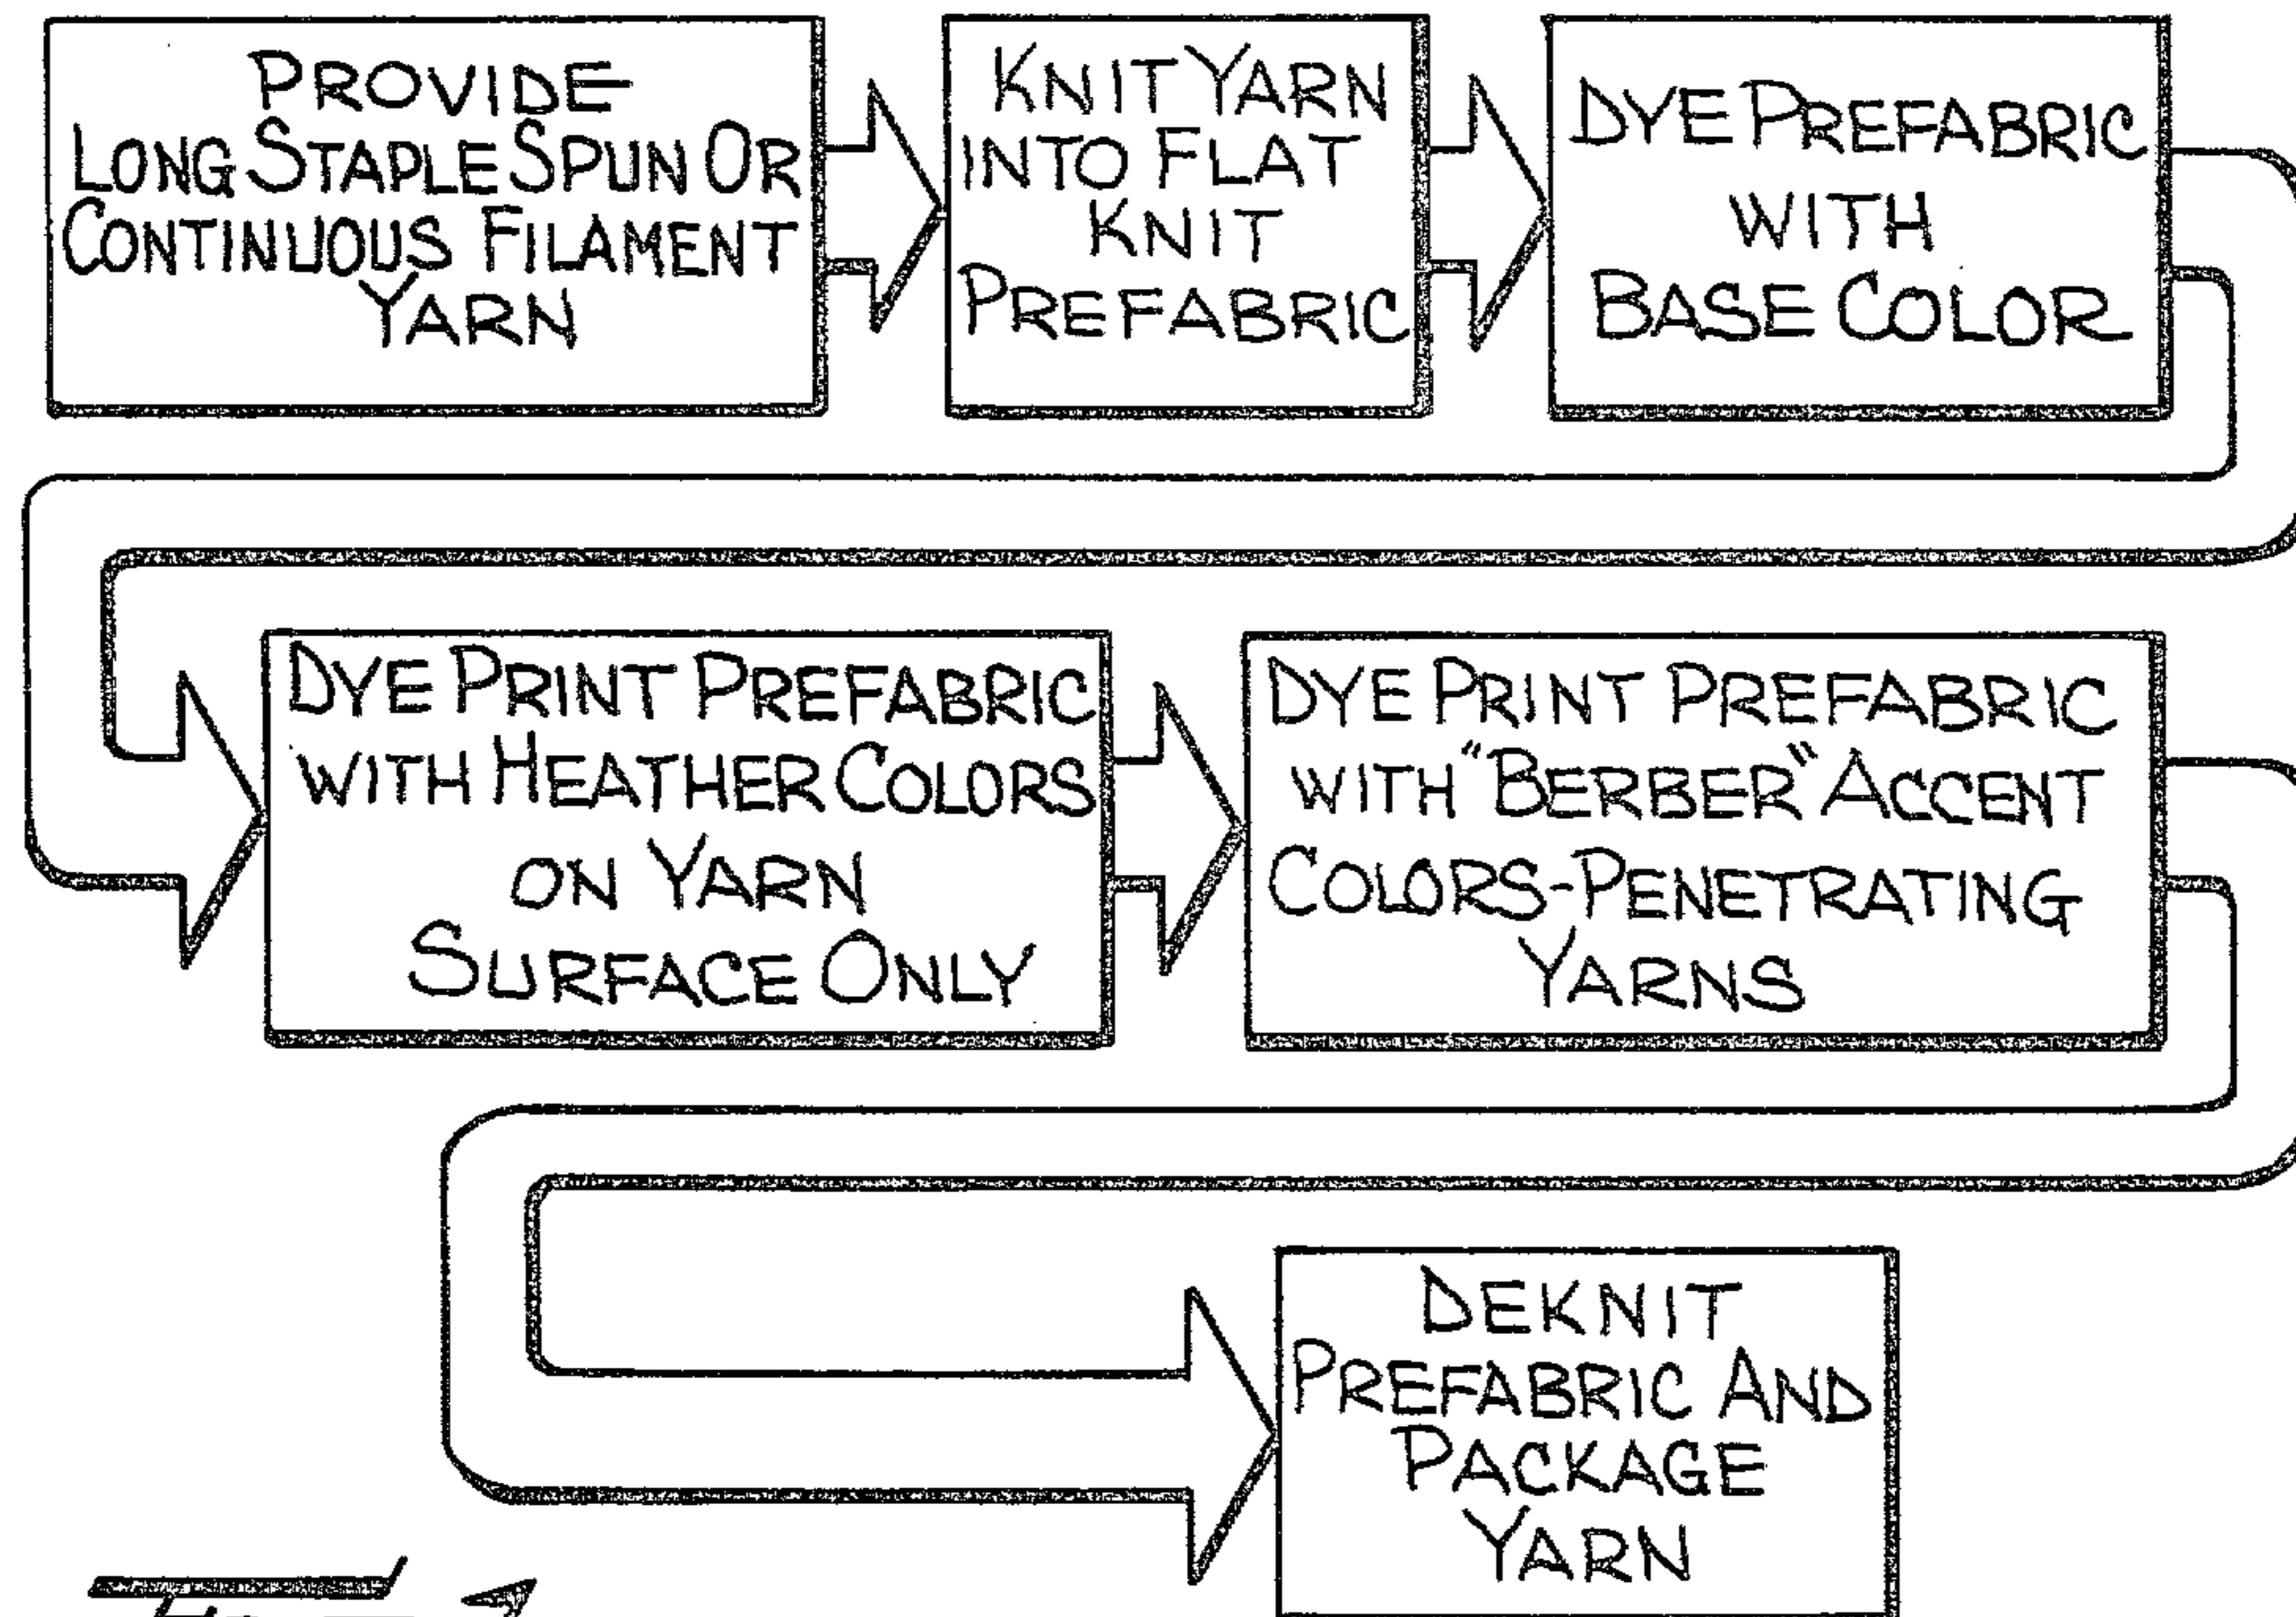 PROVIDE
LONG STAPLE SPUN OR
CONTINUOUS FILAMENT
YARN
KNIT YARN
INTO FLAT
KNIT
PREFABRIC
DYE PREFABRIC
WITH
BASE COLOR
DYE PRINT PREFABRIC
WITH HEATHER COLORS
ON YARN
SURFACE ONLY
DYE PRINT PREFABRIC
WITH "BERBER" ACCENT
COLORS-PENETRATING
YARNS
DEKNIT
PREFABRIC AND
PACKAGE
YARN